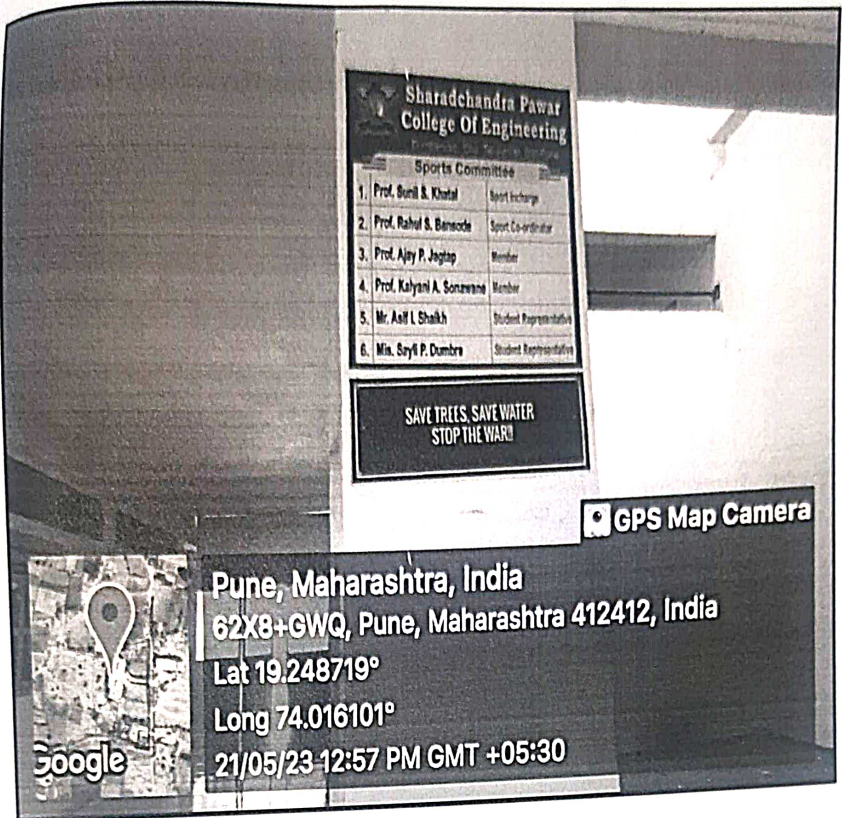 Sharadchandra Pawar
College Of Engineering
Sports Committee
1. Prof. Sunil S. Khatal Sport Incharge
2. Prof. Rahul S. Bansode Sport Co-ordinator
3. Prof. Ajay P. Jagtap Member
4. Prof. Kalyani A. Sonawane Member
5. Mr. Asif I. Shaikh Student Representative
6. Mis. Sayli P. Dumbre Student Representative
SAVE TREES, SAVE WATER
STOP THE WAR!!
GPS Map Camera
Pune, Maharashtra, India
62X8+GWQ, Pune, Maharashtra 412412, India
Lat 19.248719°
Long 74.016101°
21/05/23 12:57 PM GMT +05:30
Google